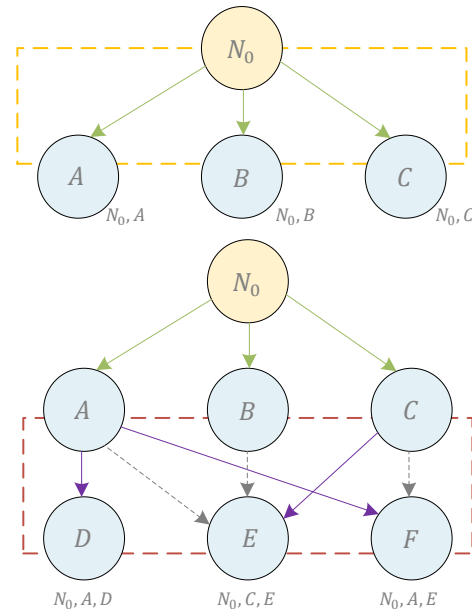 N₀
A B C
N₀, A N₀, B N₀, C
N₀
A B C
D E F
N₀, A, D N₀, C, E N₀, A, E